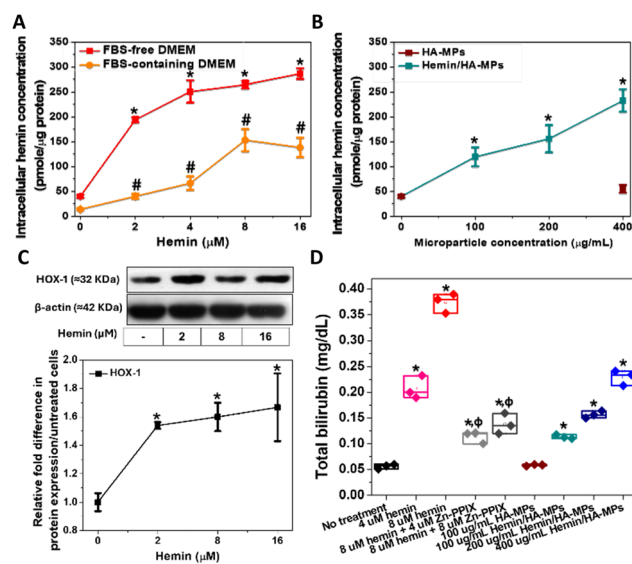 A
Intracellular hemin concentration
(pmole/µg protein)
350
300
250
200
150
100
50
0
FBS-free DMEM
FBS-containing DMEM
*
*
*
*
#
#
#
#
0
2
4
8
16
Hemin (µM)
B
Intracellular hemin concentration
(pmole/µg protein)
350
300
250
200
150
100
50
0
HA-MPs
Hemin/HA-MPs
*
*
*
0
100
200
400
Microparticle concentration (µg/mL)
C
HOX-1 (≈32 KDa)
β-actin (≈42 KDa)
Hemin (µM)
-
2
8
16
Relative fold difference in
protein expression/untreated cells
2.0
1.8
1.6
1.4
1.2
1.0
0.8
HOX-1
*
*
*
0
2
8
16
Hemin (µM)
D
Total bilirubin (mg/dL)
0.40
0.35
0.30
0.25
0.20
0.15
0.10
0.05
0.00
*
*
*,ф
*,ф
*
*
*
No treatment
4 uM hemin
8 uM hemin
8 uM hemin + 4 uM Zn-PPIX
8 uM hemin + 8 uM Zn-PPIX
100 ug/mL HA-MPs
100 ug/mL Hemin/HA-MPs
200 ug/mL Hemin/HA-MPs
400 ug/mL Hemin/HA-MPs